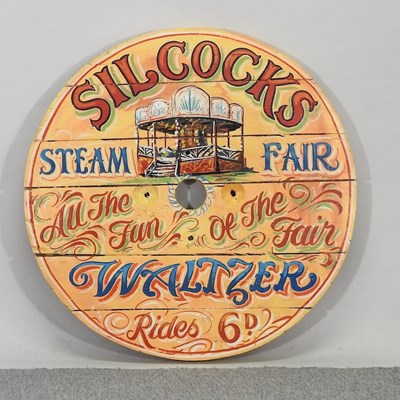 SILCOCKS
STEAM FAIR
All The Fun Of The Fair
WALTZER
Rides 6D